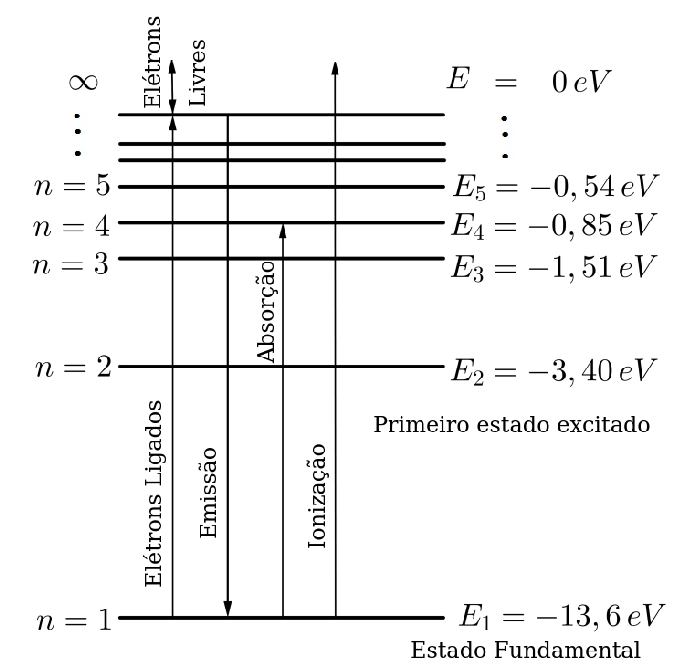 Elétrons
Livres
∞
E = 0 eV
n = 5
E₅ = −0, 54 eV
n = 4
E₄ = −0, 85 eV
n = 3
E₃ = −1, 51 eV
Absorção
n = 2
E₂ = −3, 40 eV
Primeiro estado excitado
Elétrons Ligados
Emissão
Ionização
n = 1
E₁ = −13, 6 eV
Estado Fundamental